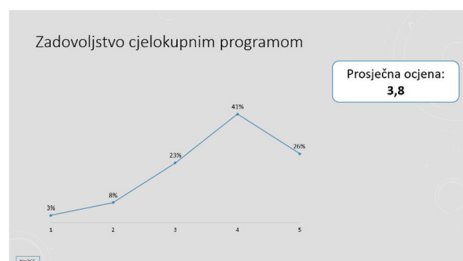 Zadovoljstvo cjelokupnim programom
Prosječna ocjena:
3,8
41%
26%
23%
8%
3%
1 2 3 4 5